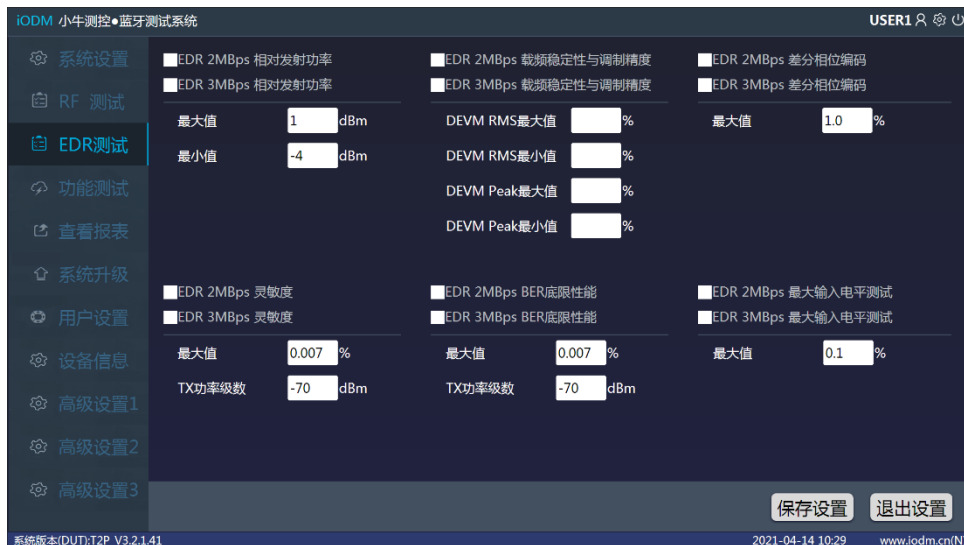 iODM 小牛测控●蓝牙测试系统
USER1
系统设置
RF 测试
EDR测试
功能测试
查看报表
系统升级
用户设置
设备信息
高级设置1
高级设置2
高级设置3
EDR 2MBps 相对发射功率
EDR 3MBps 相对发射功率
最大值 1 dBm
最小值 -4 dBm
EDR 2MBps 载频稳定性与调制精度
EDR 3MBps 载频稳定性与调制精度
DEVM RMS最大值 %
DEVM RMS最小值 %
DEVM Peak最大值 %
DEVM Peak最小值 %
EDR 2MBps 差分相位编码
EDR 3MBps 差分相位编码
最大值 1.0 %
EDR 2MBps 灵敏度
EDR 3MBps 灵敏度
最大值 0.007 %
TX功率级数 -70 dBm
EDR 2MBps BER底限性能
EDR 3MBps BER底限性能
最大值 0.007 %
TX功率级数 -70 dBm
EDR 2MBps 最大输入电平测试
EDR 3MBps 最大输入电平测试
最大值 0.1 %
保存设置
退出设置
系统版本(DUT):T2P V3.2.1.41
2021-04-14 10:29
www.iodm.cn(N